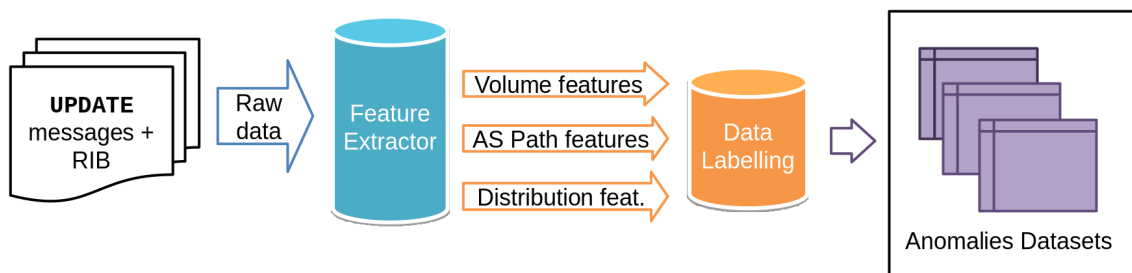 UPDATE
messages +
RIB
Raw
data
Feature
Extractor
Volume features
AS Path features
Distribution feat.
Data
Labelling
Anomalies Datasets